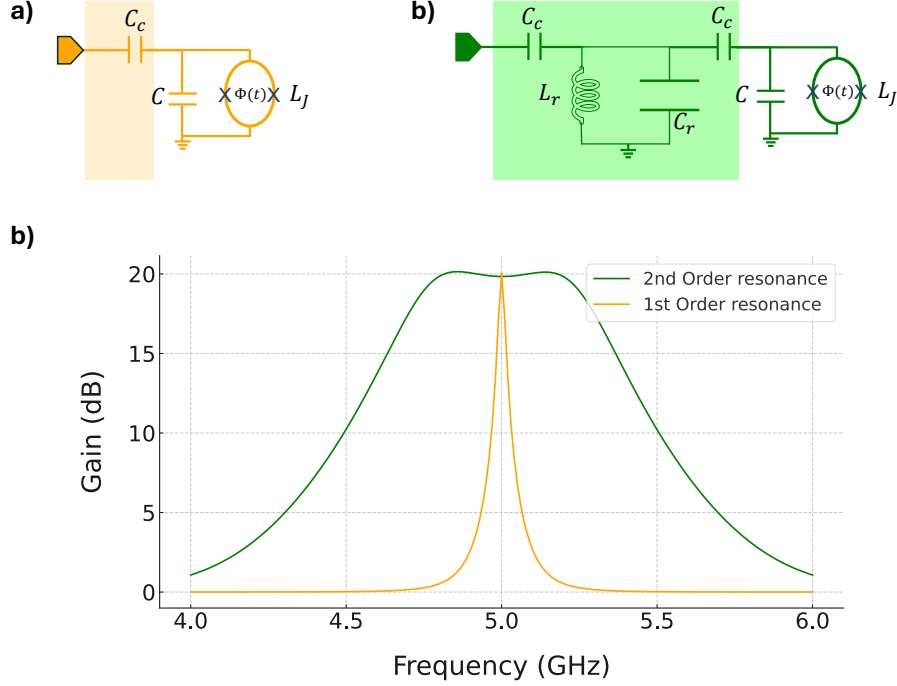 a)
C_c
C
Φ(t)
L_J
b)
C_c
C_c
L_r
C_r
C
Φ(t)
L_J
b)
20
15
10
5
0
Gain (dB)
2nd Order resonance
1st Order resonance
4.0 4.5 5.0 5.5 6.0
Frequency (GHz)